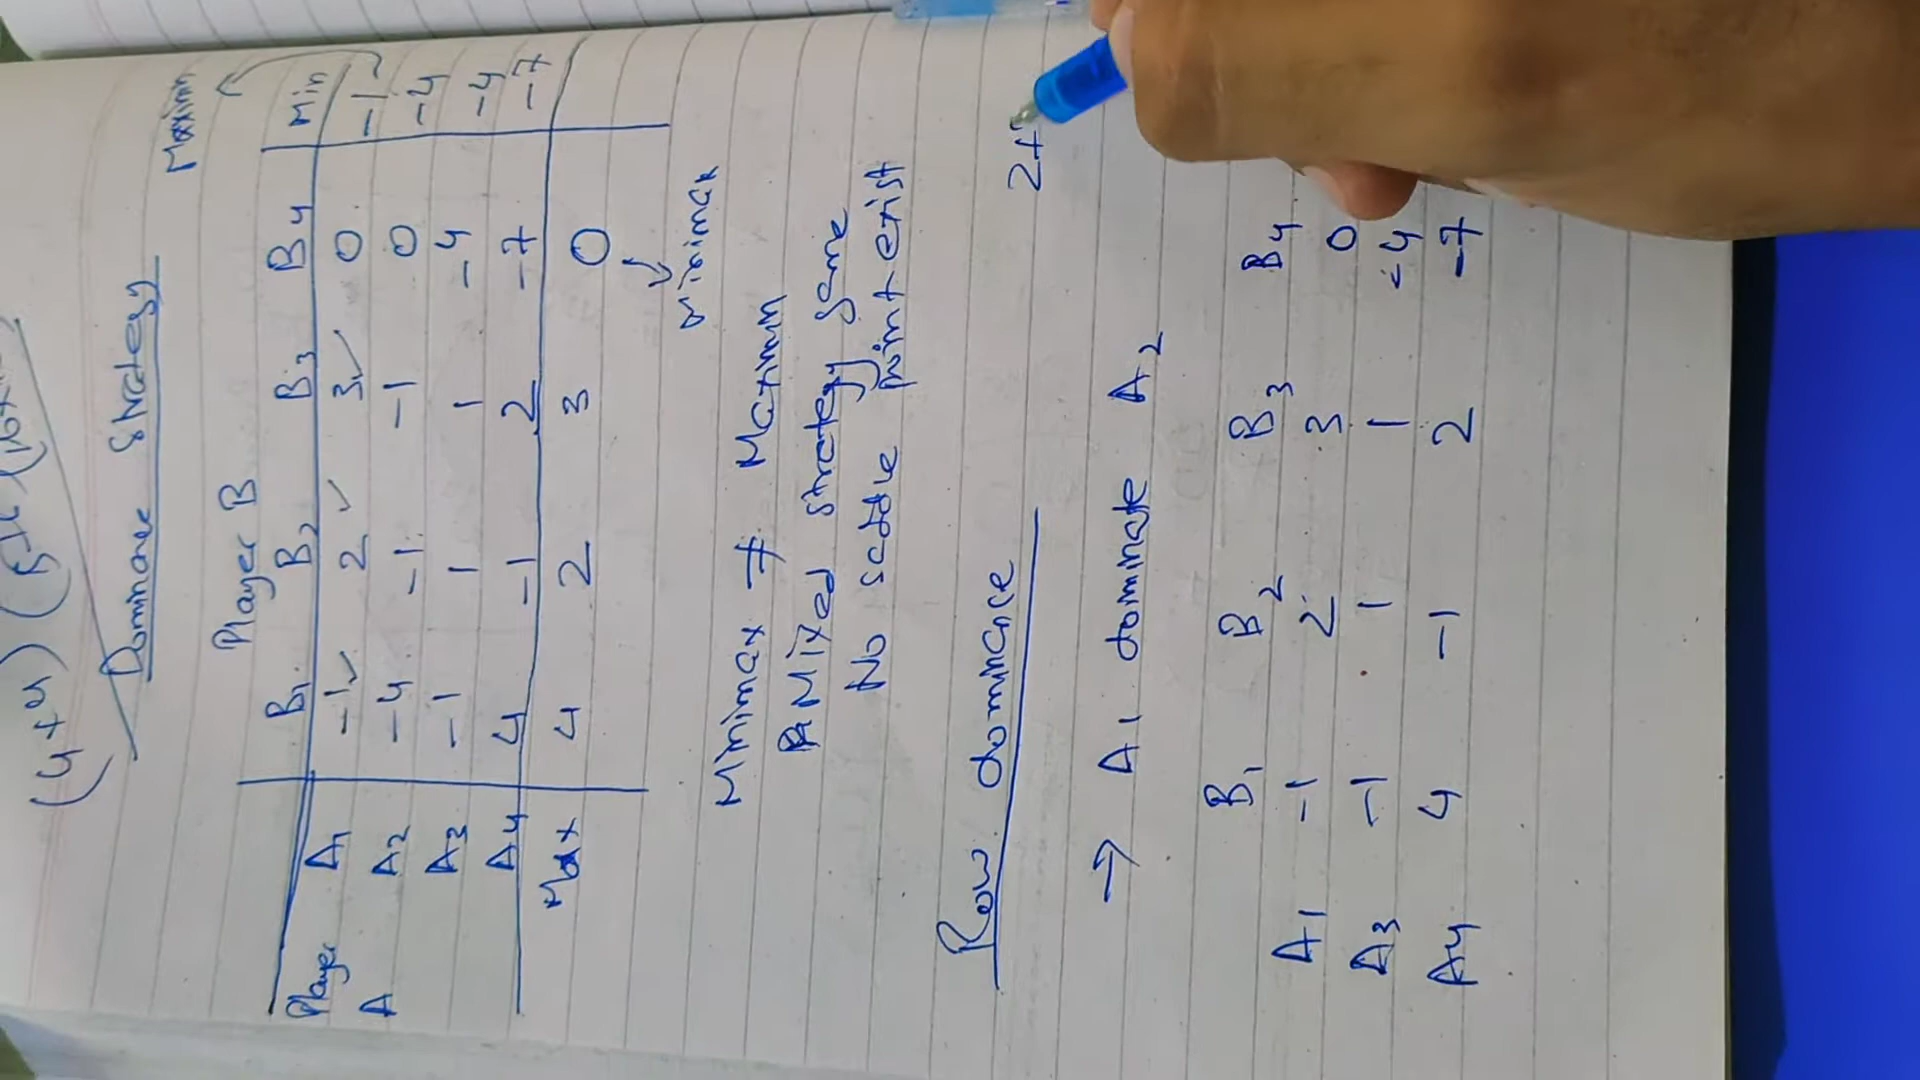 (4+4) (
Dominance Strategy
Maximin
Player B
B1 B2 B3 B4 Min
Player A1 -1 2 3 0 -1
A A2 -4 -1 -1 0 -4
A3 -1 1 1 -4 -4
A4 4 -1 2 -7 -7
Max 4 2 3 0
minimax
Minimax ≠ Maximin
Mixed strategy game
No saddle point exist
Row dominance
2+
→ A1 dominate A2
B1 B2 B3 B4
A1 -1 2 3 0
A3 -1 1 1 -4
A4 4 -1 2 -7